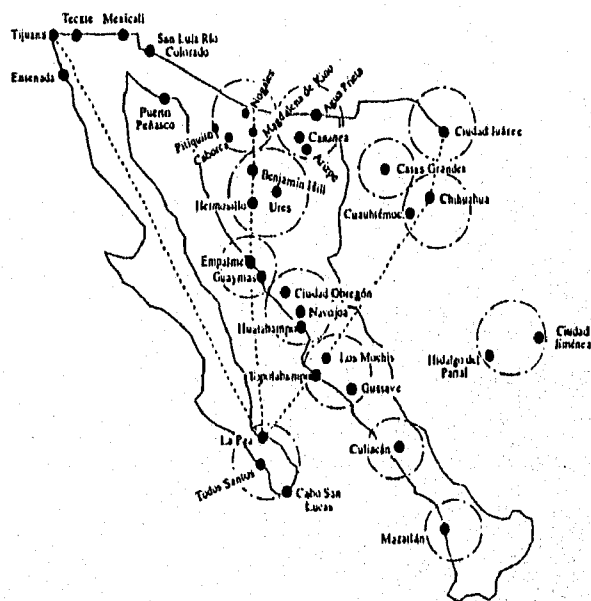 Tecate Mexicali
Tijuana
San Luis Río
Colorado
Ensenada
Puerto
Peñasco
Nogales
Magdalena de Kino
Agua Prieta
Pitiquito
Caborca
Cananea
Arizpe
Ciudad Juárez
Casas Grandes
Benjamín Hill
Ures
Hermosillo
Cuauhtémoc
Chihuahua
Empalme
Guaymas
Ciudad Obregón
Navojoa
Huatabampo
Los Mochis
Topolobampo
Guasave
Ciudad
Jiménez
Hidalgo del
Parral
La Paz
Todos Santos
Cabo San
Lucas
Culiacán
Mazatlán